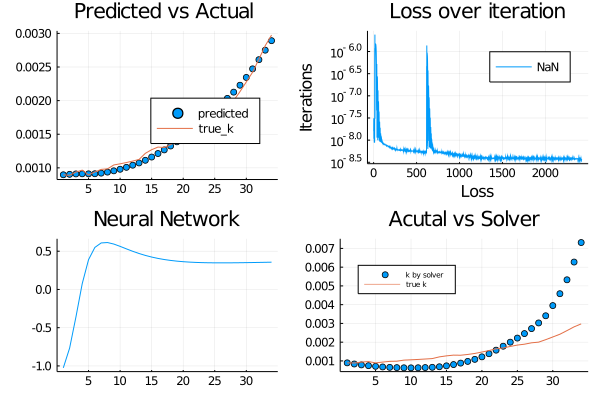 Predicted vs Actual
0.0030
0.0025
0.0020
0.0015
0.0010
predicted
true_k
5 10 15 20 25 30
Loss over iteration
Iterations
10^-6.0
10^-6.5
10^-7.0
10^-7.5
10^-8.0
10^-8.5
NaN
0 500 1000 1500 2000
Loss
Neural Network
0.5
0.0
-0.5
-1.0
5 10 15 20 25 30
Acutal vs Solver
0.007
0.006
0.005
0.004
0.003
0.002
0.001
k by solver
true k
5 10 15 20 25 30